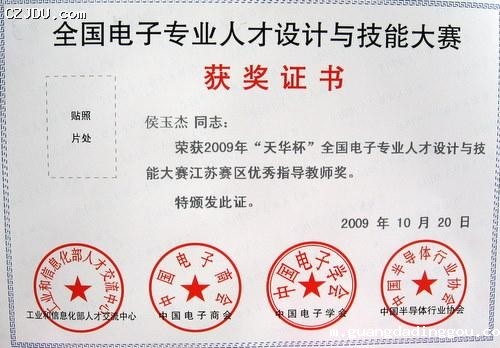 CZJDU.com
全国电子专业人才设计与技能大赛
获奖证书
贴照
片处
侯玉杰 同志：
荣获2009年“天华杯”全国电子专业人才设计与技
能大赛江苏赛区优秀指导教师奖。
特颁发此证。
2009 年 10 月 20 日
工业和信息化部人才交流中心
中国电子商会
中国电子学会
中国半导体行业协会
工业和信息化部人才交流中心
中国电子商会
中国电子学会
中国半导体行业协会
m.guangdadinggou.com